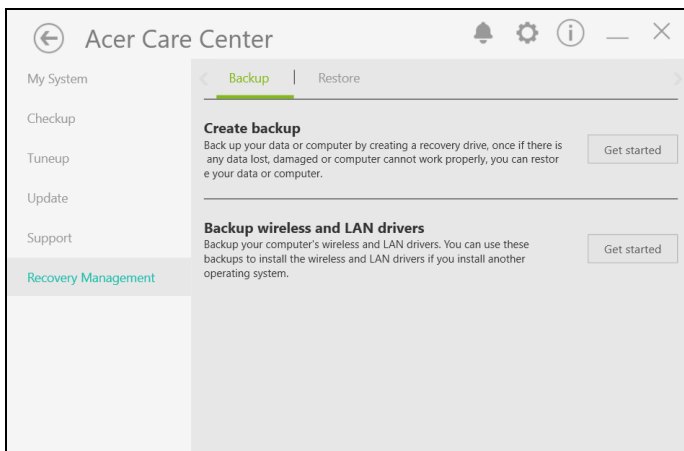 Acer Care Center
My System
Checkup
Tuneup
Update
Support
Recovery Management
Backup
Restore
Create backup
Back up your data or computer by creating a recovery drive, once if there is
any data lost, damaged or computer cannot work properly, you can restor
e your data or computer.
Get started
Backup wireless and LAN drivers
Backup your computer's wireless and LAN drivers. You can use these
backups to install the wireless and LAN drivers if you install another
operating system.
Get started